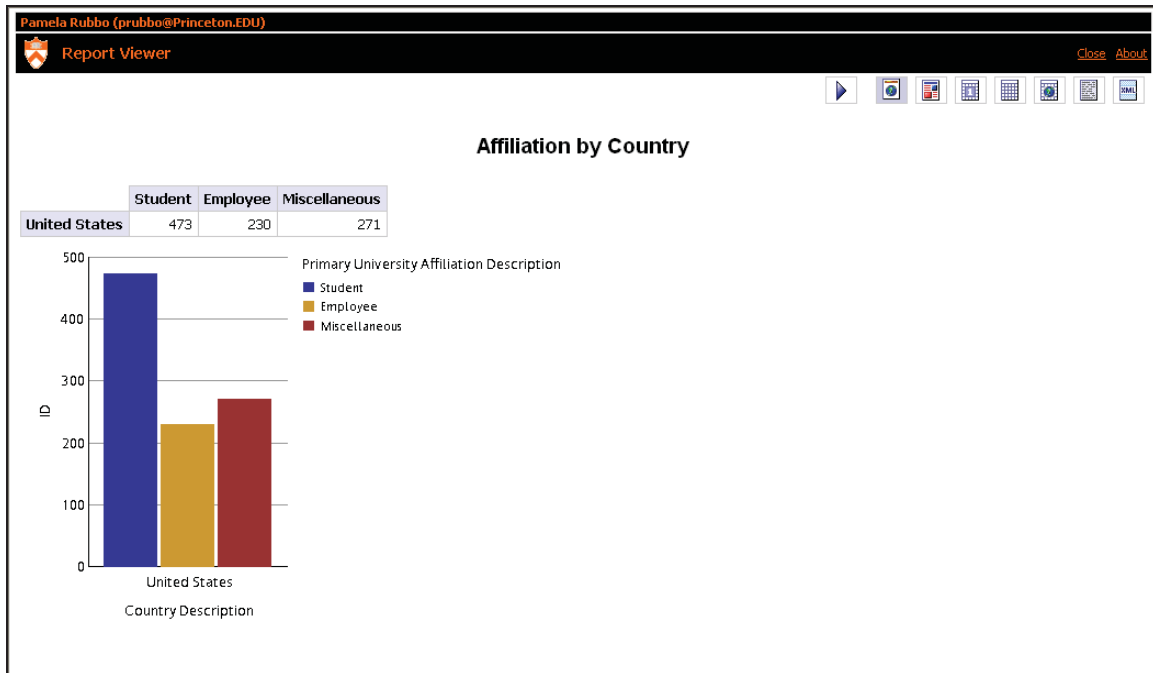 Pamela Rubbo (prubbo@Princeton.EDU)
Report Viewer
Close About
XML
Affiliation by Country
Student Employee Miscellaneous
United States 473 230 271
500
400
300
200
100
0
ID
United States
Country Description
Primary University Affiliation Description
Student
Employee
Miscellaneous